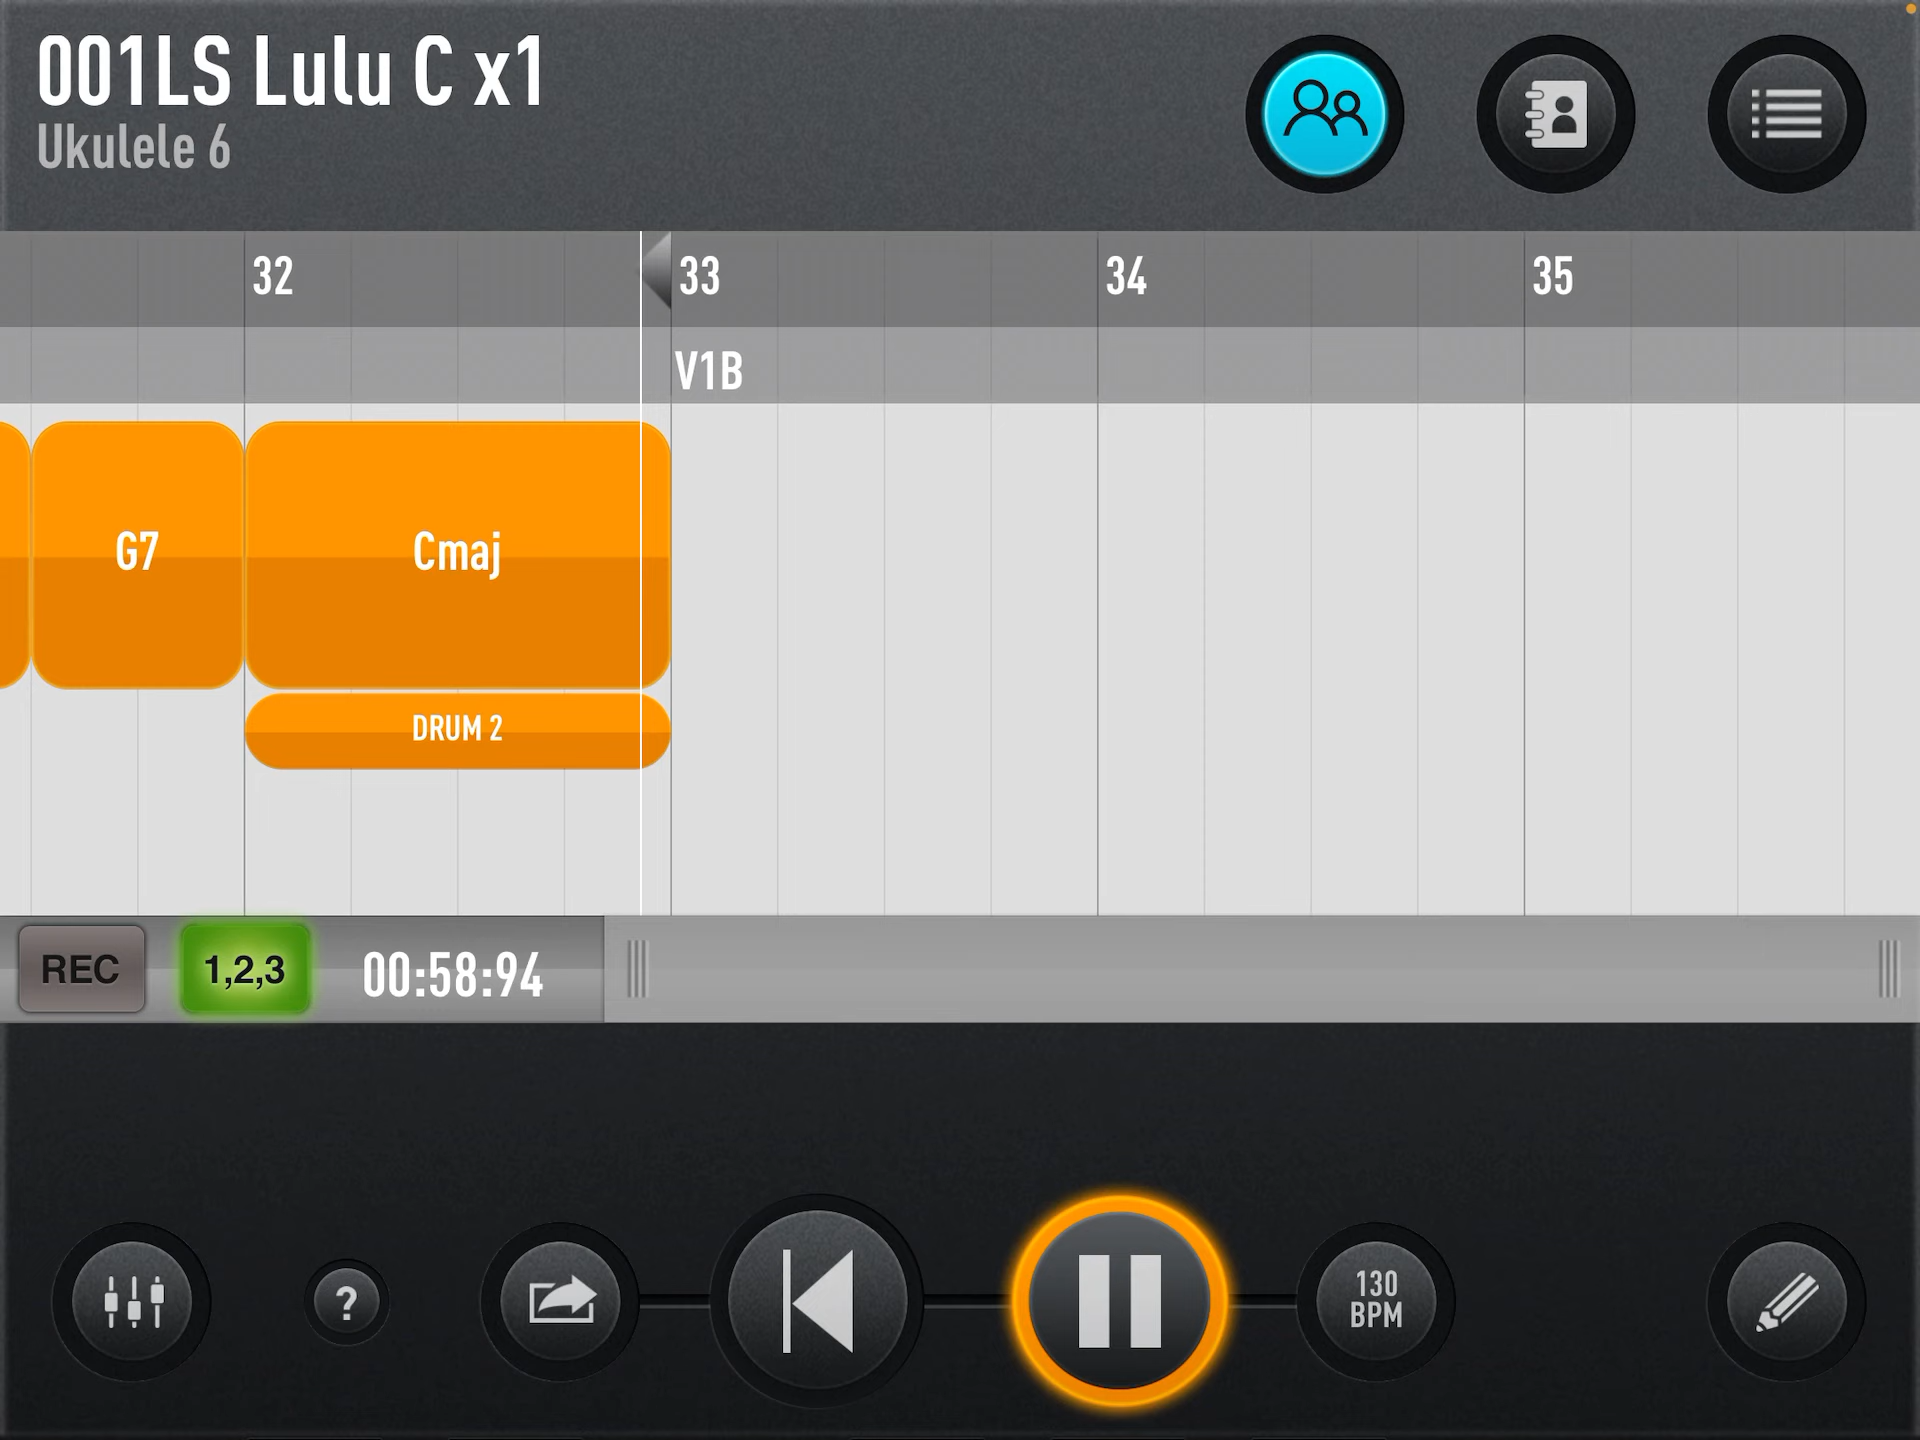 001LS Lulu C x1
Ukulele 6
32 33 34 35
V1B
G7 Cmaj
DRUM 2
REC 1,2,3 00:58:94
?
130
BPM